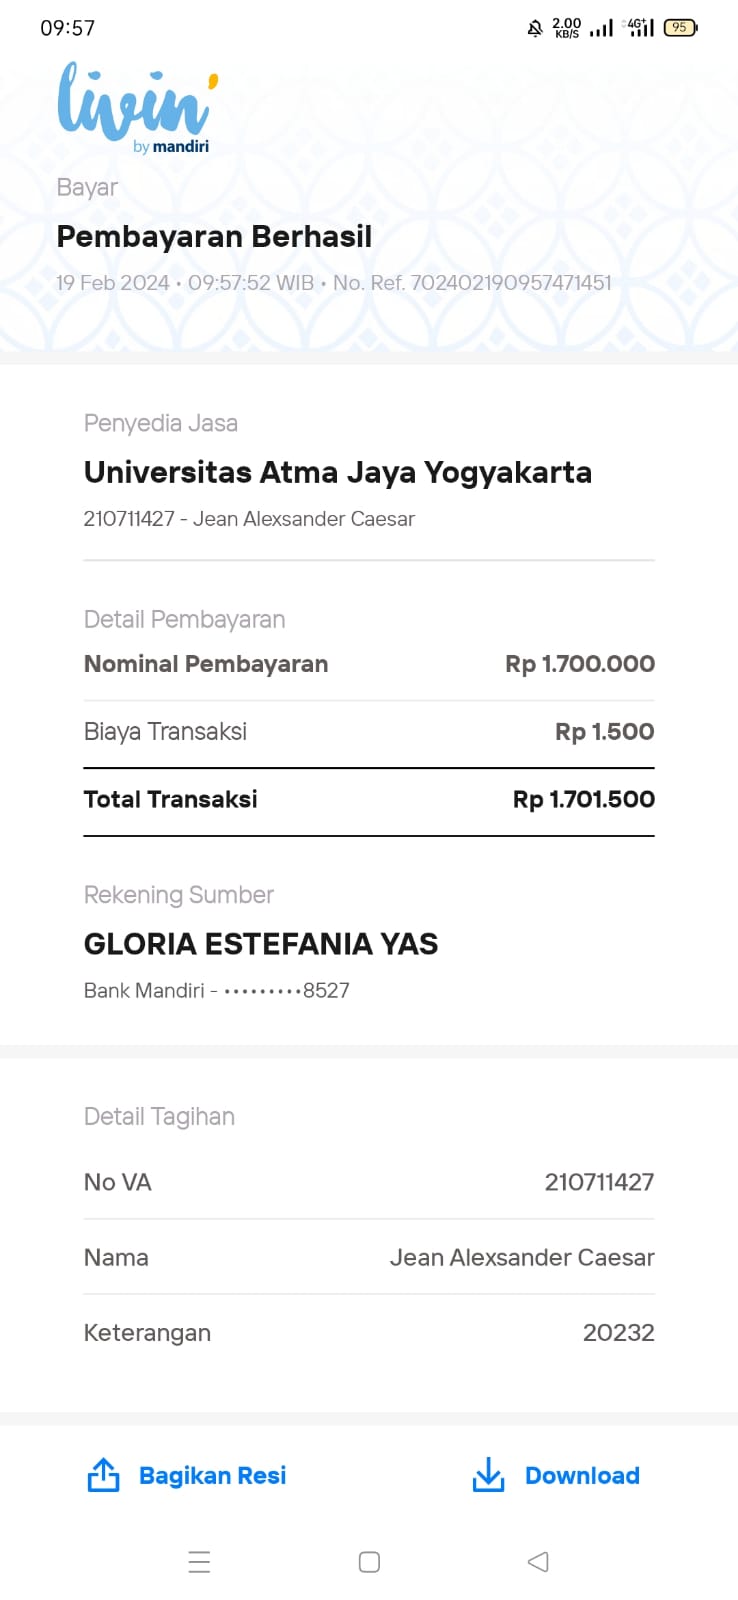 09:57
2.00
KB/S
4G+
95
livin'
by mandiri
Bayar
Pembayaran Berhasil
19 Feb 2024 • 09:57:52 WIB • No. Ref. 702402190957471451
Penyedia Jasa
Universitas Atma Jaya Yogyakarta
210711427 - Jean Alexsander Caesar
Detail Pembayaran
Nominal Pembayaran Rp 1.700.000
Biaya Transaksi Rp 1.500
Total Transaksi Rp 1.701.500
Rekening Sumber
GLORIA ESTEFANIA YAS
Bank Mandiri - •••••••••8527
Detail Tagihan
No VA 210711427
Nama Jean Alexsander Caesar
Keterangan 20232
Bagikan Resi Download